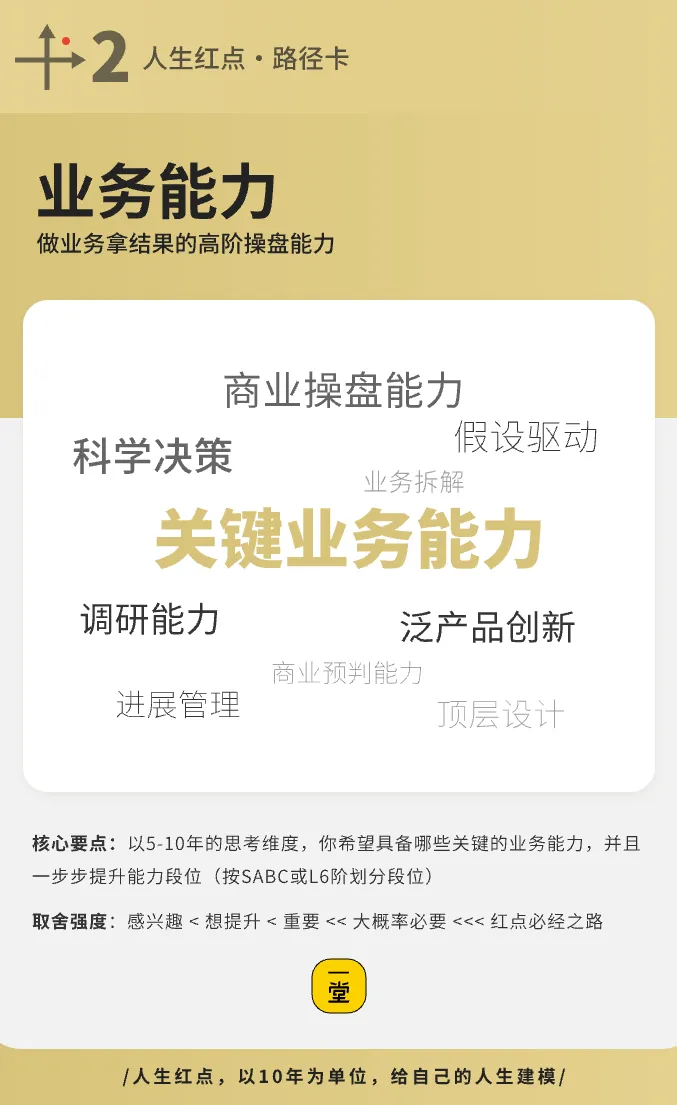 2 人生红点·路径卡
业务能力
做业务拿结果的高阶操盘能力
商业操盘能力
假设驱动
科学决策
业务拆解
关键业务能力
调研能力
泛产品创新
商业预判能力
进展管理
顶层设计
核心要点：以5-10年的思考维度，你希望具备哪些关键的业务能力，并且
一步步提升能力段位（按SABC或L6阶划分段位）
取舍强度：感兴趣 < 想提升 < 重要 << 大概率必要 <<< 红点必经之路
一
堂
/人生红点，以10年为单位，给自己的人生建模/